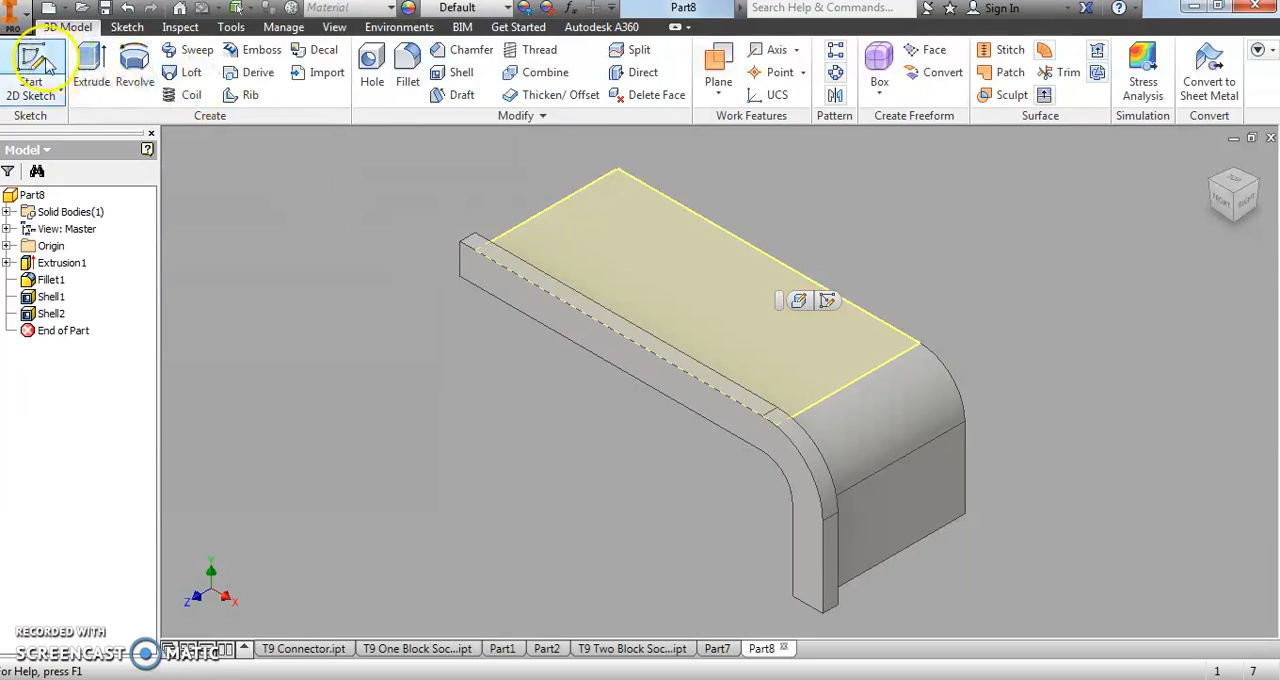 Material
Default
Part8
Search Help & Commands...
Sign In
PRO
3D Model
Sketch
Inspect
Tools
Manage
View
Environments
BIM
Get Started
Autodesk A360
Start
2D Sketch
Extrude
Revolve
Sweep
Emboss
Decal
Loft
Derive
Import
Coil
Rib
Hole
Fillet
Chamfer
Thread
Split
Shell
Combine
Direct
Draft
Thicken/ Offset
Delete Face
Plane
Axis
Point
UCS
Box
Face
Convert
Stitch
Patch
Trim
Sculpt
Stress
Analysis
Convert to
Sheet Metal
Sketch
Create
Modify
Work Features
Pattern
Create Freeform
Surface
Simulation
Convert
Model
Part8
Solid Bodies(1)
View: Master
Origin
Extrusion1
Fillet1
Shell1
Shell2
End of Part
TOP
FRONT
RIGHT
Y
Z
X
RECORDED WITH
SCREENCAST MATIC
T9 Connector.ipt
T9 One Block Soc...ipt
Part1
Part2
T9 Two Block Soc...ipt
Part7
Part8
For Help, press F1
1
7